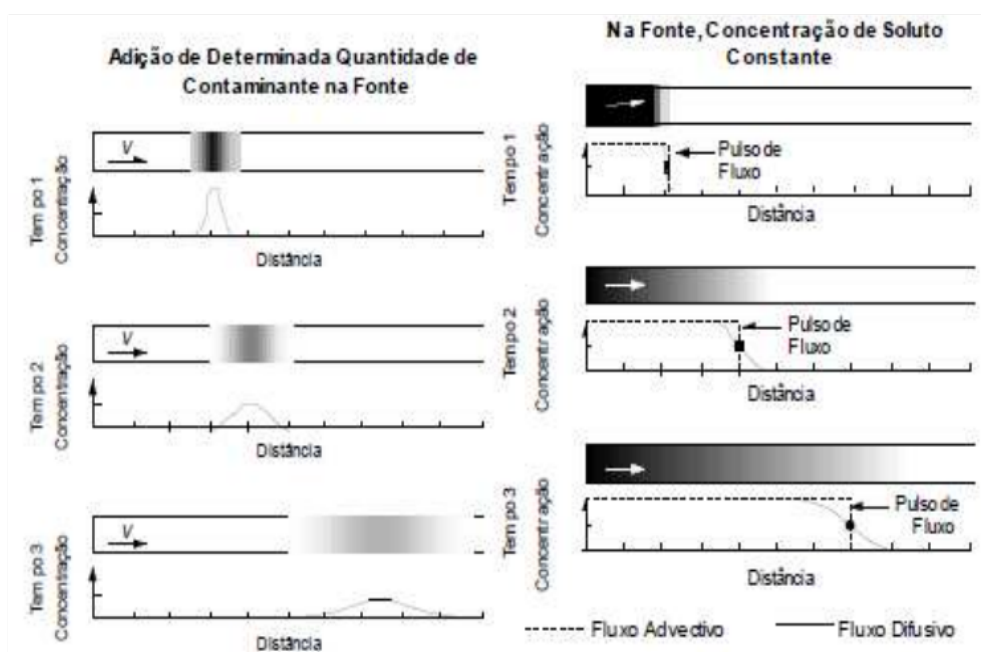 Adição de Determinada Quantidade de
Contaminante na Fonte
V
Tempo 1
Concentração
Distância
V
Tempo 2
Concentração
Distância
V
Tempo 3
Concentração
Distância
Na Fonte, Concentração de Soluto
Constante
Tempo 1
Concentração
Pulso de
Fluxo
Distância
Tempo 2
Concentração
Pulso de
Fluxo
Distância
Tempo 3
Concentração
Pulso de
Fluxo
Distância
Fluxo Advectivo
Fluxo Difusivo